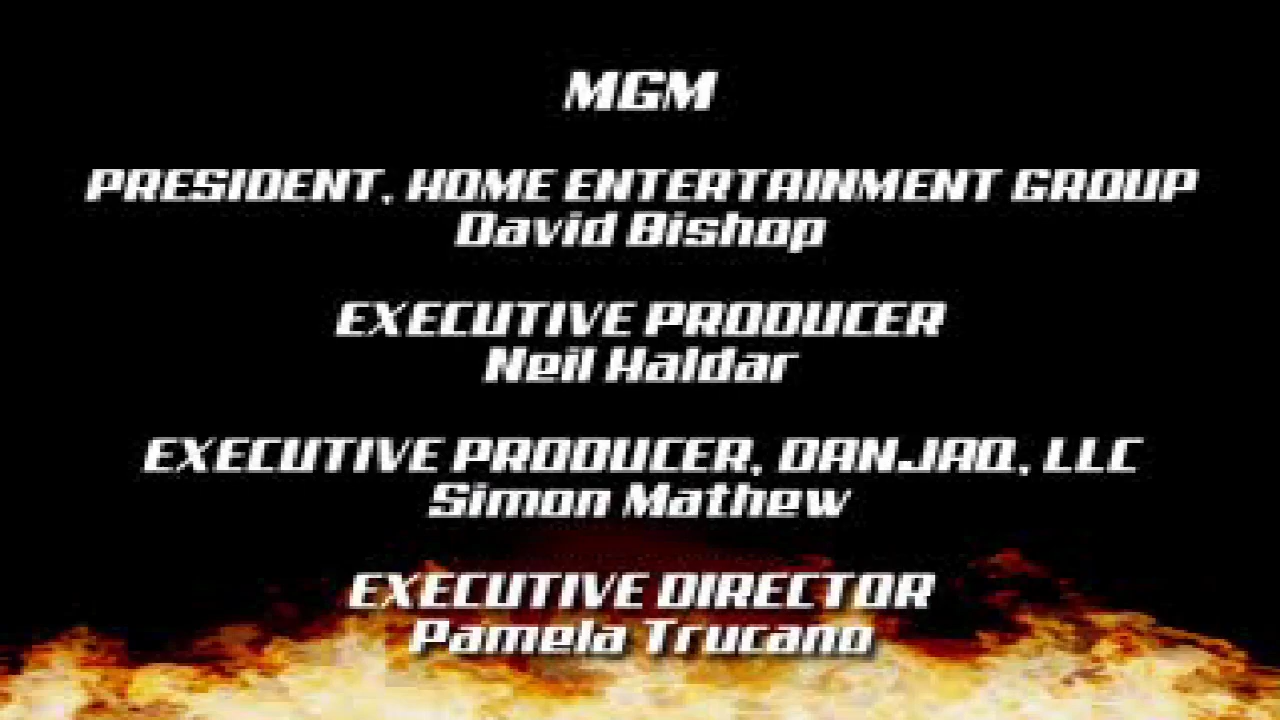 MGM
PRESIDENT, HOME ENTERTAINMENT GROUP
David Bishop
EXECUTIVE PRODUCER
Neil Haldar
EXECUTIVE PRODUCER, DANJAQ, LLC
Simon Mathew
EXECUTIVE DIRECTOR
Pamela Trucano